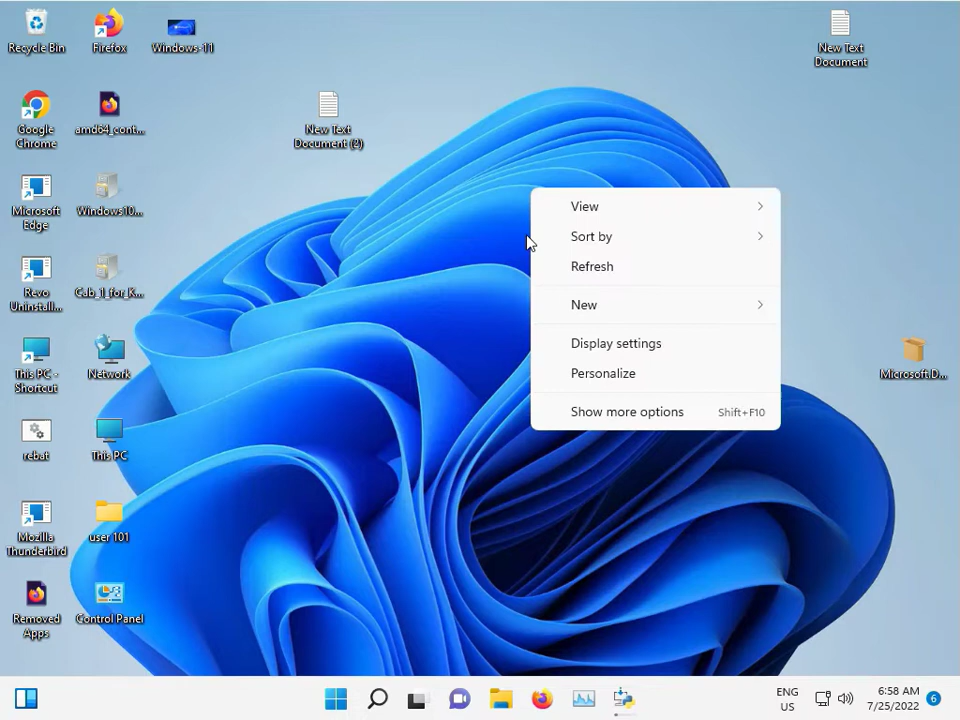 Recycle Bin
Firefox
Windows-11
New Text
Document
Google
Chrome
amd64_cont...
New Text
Document (2)
Microsoft
Edge
Windows10...
View
Sort by
Refresh
New
Display settings
Personalize
Show more options Shift+F10
Revo
Uninstall...
Cab_1_for_K...
This PC -
Shortcut
Network
Microsoft.D...
rebat
This PC
Mozilla
Thunderbird
user 101
Removed
Apps
Control Panel
ENG
US
6:58 AM
7/25/2022
6